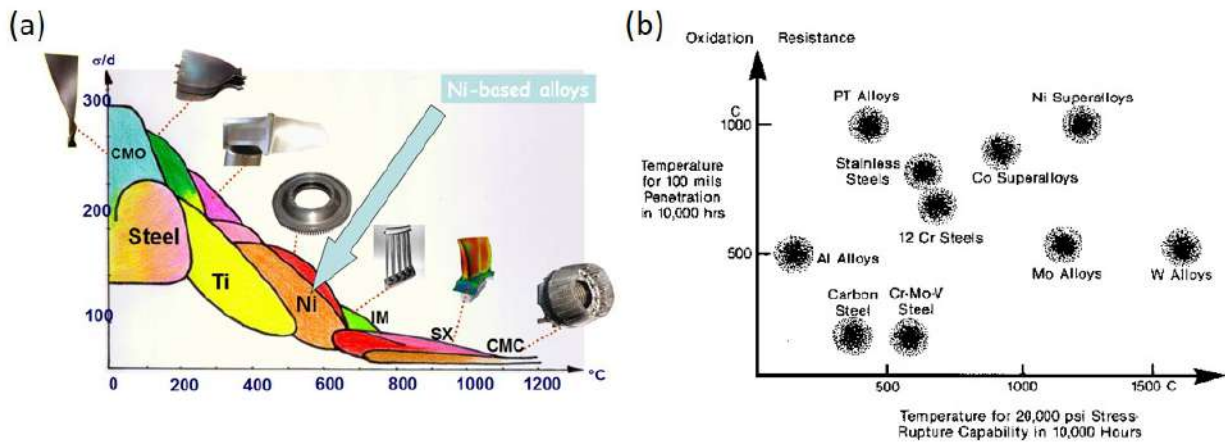 (a)
σ/d
300
200
100
CMO
Steel
Ti
Ni
IM
SX
CMC
Ni-based alloys
0
200
400
600
800
1000
1200
°C
(b)
Oxidation Resistance
C
1000
500
Temperature
for 100 mils
Penetration
in 10,000 hrs
PT Alloys
Ni Superalloys
Stainless
Steels
Co Superalloys
12 Cr Steels
Al Alloys
Mo Alloys
W Alloys
Carbon
Steel
Cr-Mo-V
Steel
500
1000
1500 C
Temperature for 20,000 psi Stress-
Rupture Capability in 10,000 Hours